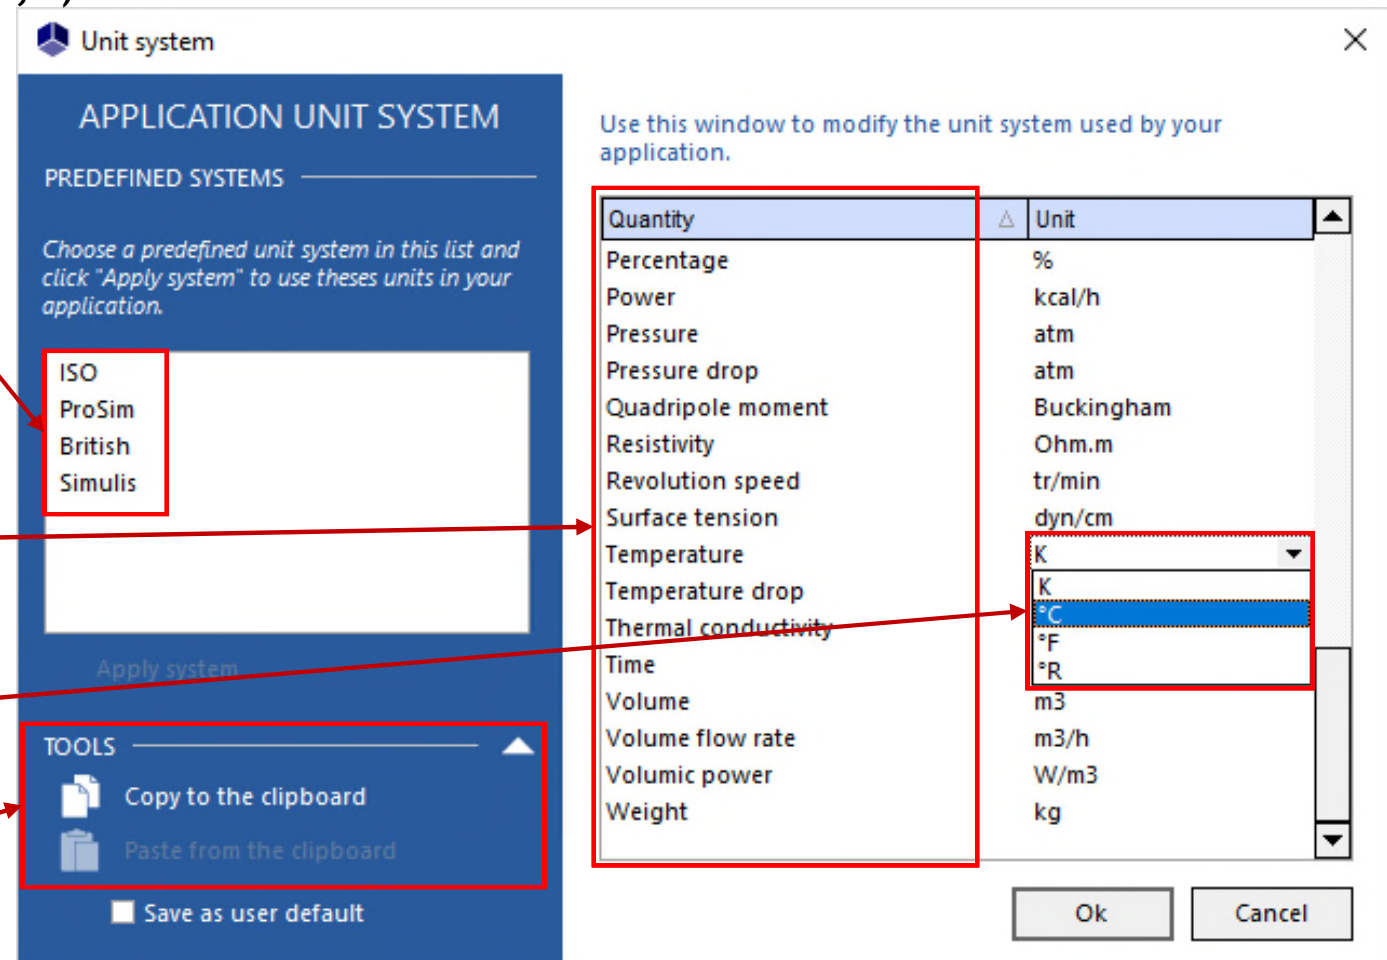 Unit system
APPLICATION UNIT SYSTEM
PREDEFINED SYSTEMS
Choose a predefined unit system in this list and
click "Apply system" to use theses units in your
application.
ISO
ProSim
British
Simulis
Apply system
TOOLS
Copy to the clipboard
Paste from the clipboard
Save as user default
Use this window to modify the unit system used by your
application.
Quantity Unit
Percentage %
Power kcal/h
Pressure atm
Pressure drop atm
Quadripole moment Buckingham
Resistivity Ohm.m
Revolution speed tr/min
Surface tension dyn/cm
Temperature K
Temperature drop K
Thermal conductivity °C
°F
Time °R
Volume m3
Volume flow rate m3/h
Volumic power W/m3
Weight kg
Ok Cancel